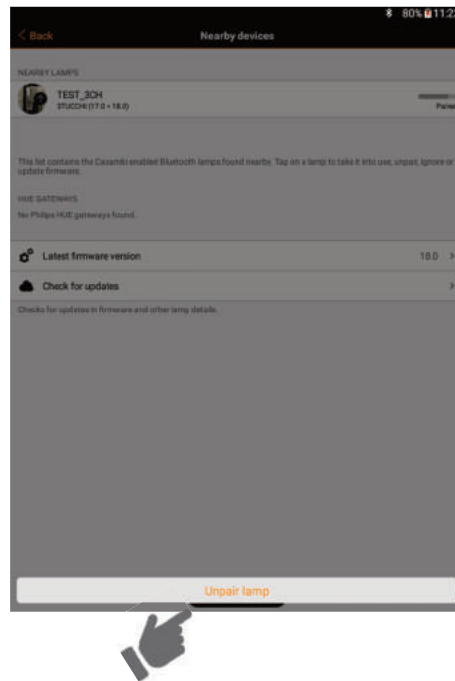 80% 11:22
< Back
Nearby devices
NEARBY LAMPS
TEST_3CH
STUCCHI (17.0 + 18.0)
Paired
This list contains the Casambi enabled Bluetooth lamps found nearby. Tap on a lamp to take it into use, unpair, ignore or
update firmware.
HUE GATEWAYS
No Philips HUE gateways found.
Latest firmware version
18.0 >
Check for updates
>
Checks for updates in firmware and other lamp details.
Unpair lamp